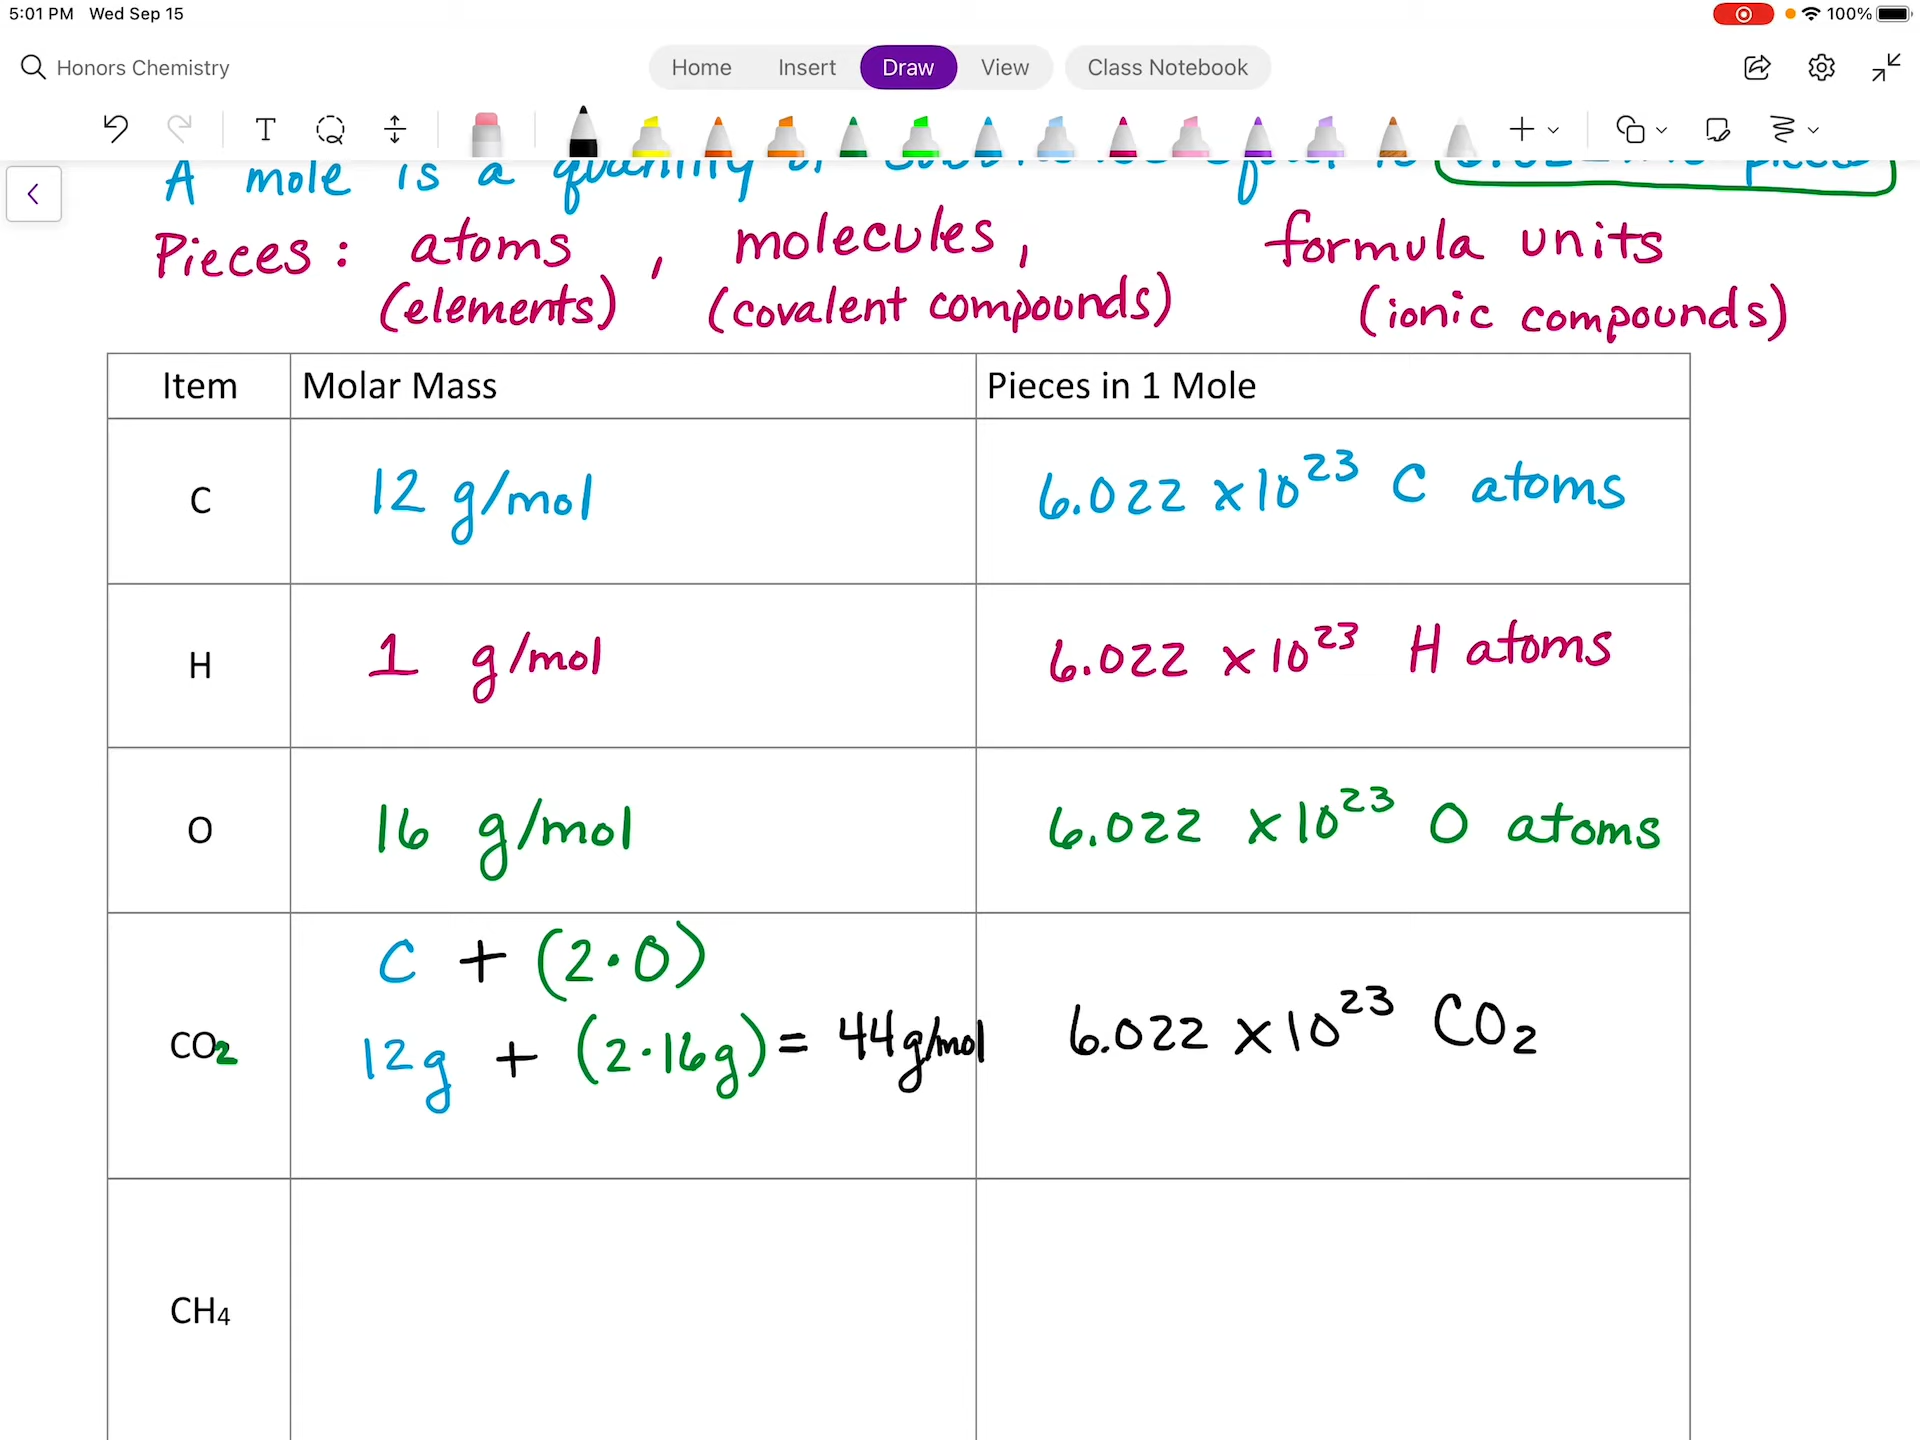 5:01 PM Wed Sep 15 100%
Honors Chemistry Home Insert Draw View Class Notebook
T
A mole is a quantity of
Pieces: atoms, molecules, formula units
(elements) (covalent compounds) (ionic compounds)
Item Molar Mass Pieces in 1 Mole
C 12 g/mol 6.022 x10²³ C atoms
H 1 g/mol 6.022 x 10²³ H atoms
O 16 g/mol 6.022 x10²³ O atoms
C + (2·O)
CO₂ 12g + (2·16g) = 44g/mol 6.022 x10²³ CO₂
CH₄